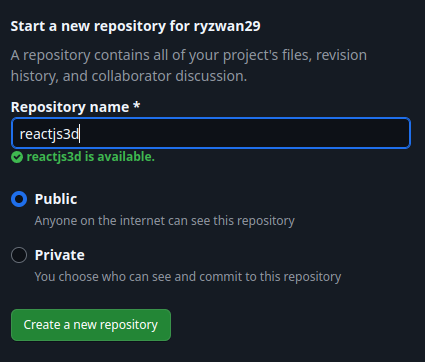 Start a new repository for ryzwan29
A repository contains all of your project's files, revision
history, and collaborator discussion.
Repository name *
reactjs3d
reactjs3d is available.
Public
Anyone on the internet can see this repository
Private
You choose who can see and commit to this repository
Create a new repository